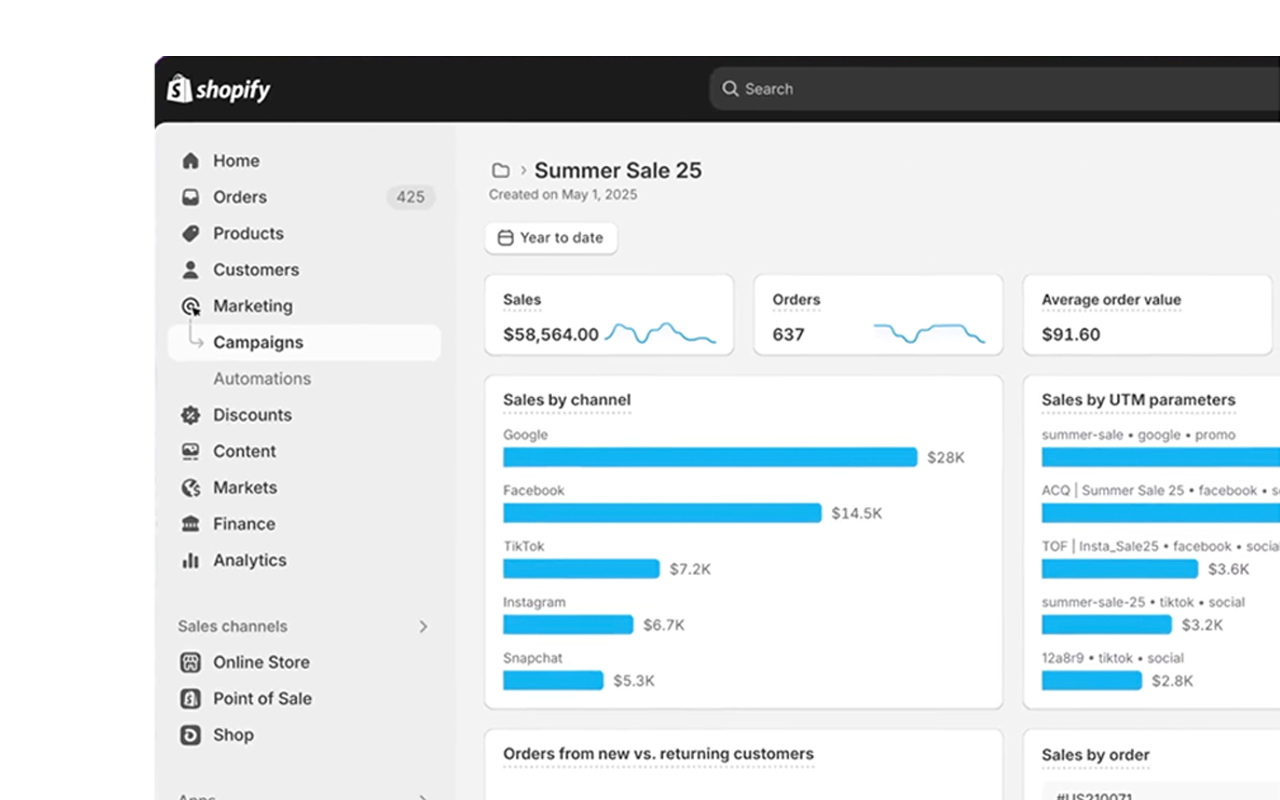 shopify
Search
Home
Orders
425
Products
Customers
Marketing
Campaigns
Automations
Discounts
Content
Markets
Finance
Analytics
Sales channels
Online Store
Point of Sale
Shop
Apps
Summer Sale 25
Created on May 1, 2025
Year to date
Sales
$58,564.00
Orders
637
Average order value
$91.60
Sales by channel
Google
$28K
Facebook
$14.5K
TikTok
$7.2K
Instagram
$6.7K
Snapchat
$5.3K
Sales by UTM parameters
summer-sale • google • promo
ACQ | Summer Sale 25 • facebook •
TOF | Insta_Sale25 • facebook • social
$3.6K
summer-sale-25 • tiktok • social
$3.2K
12a8r9 • tiktok • social
$2.8K
Orders from new vs. returning customers
Sales by order
#US210071